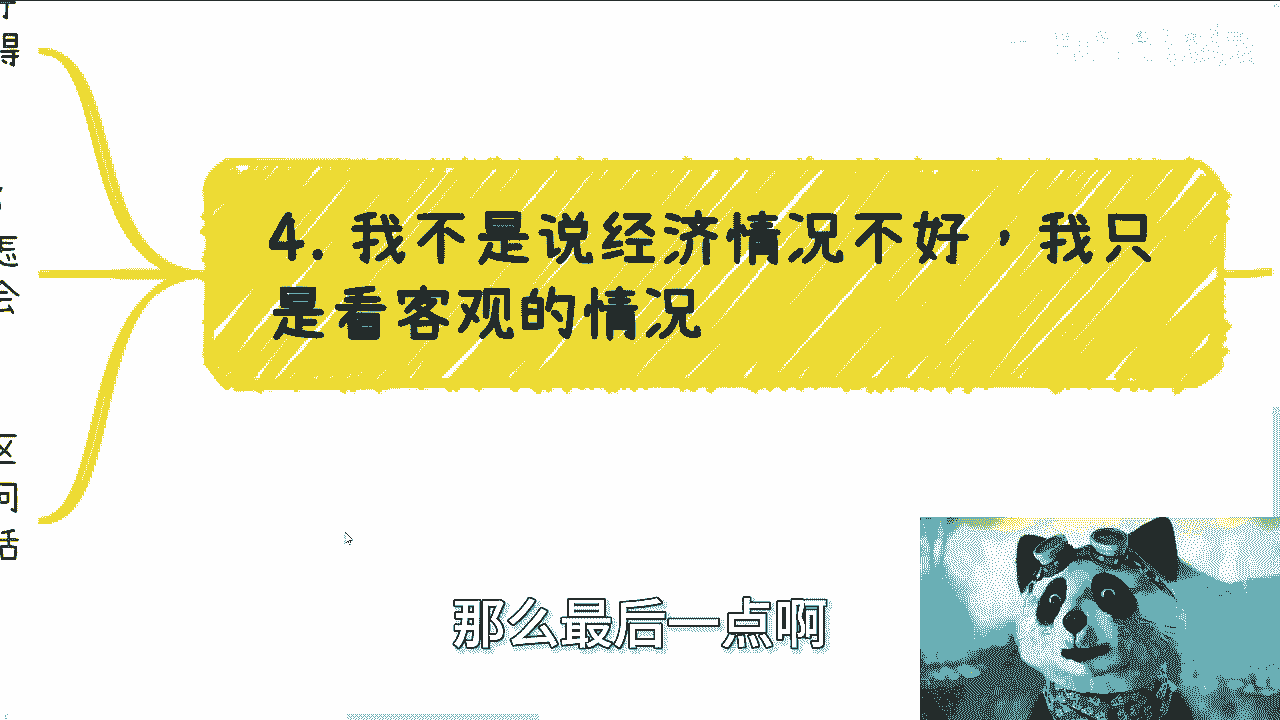 得
会
区
问
话
4. 我不是说经济情况不好，我只
是看客观的情况
那么最后一点啊